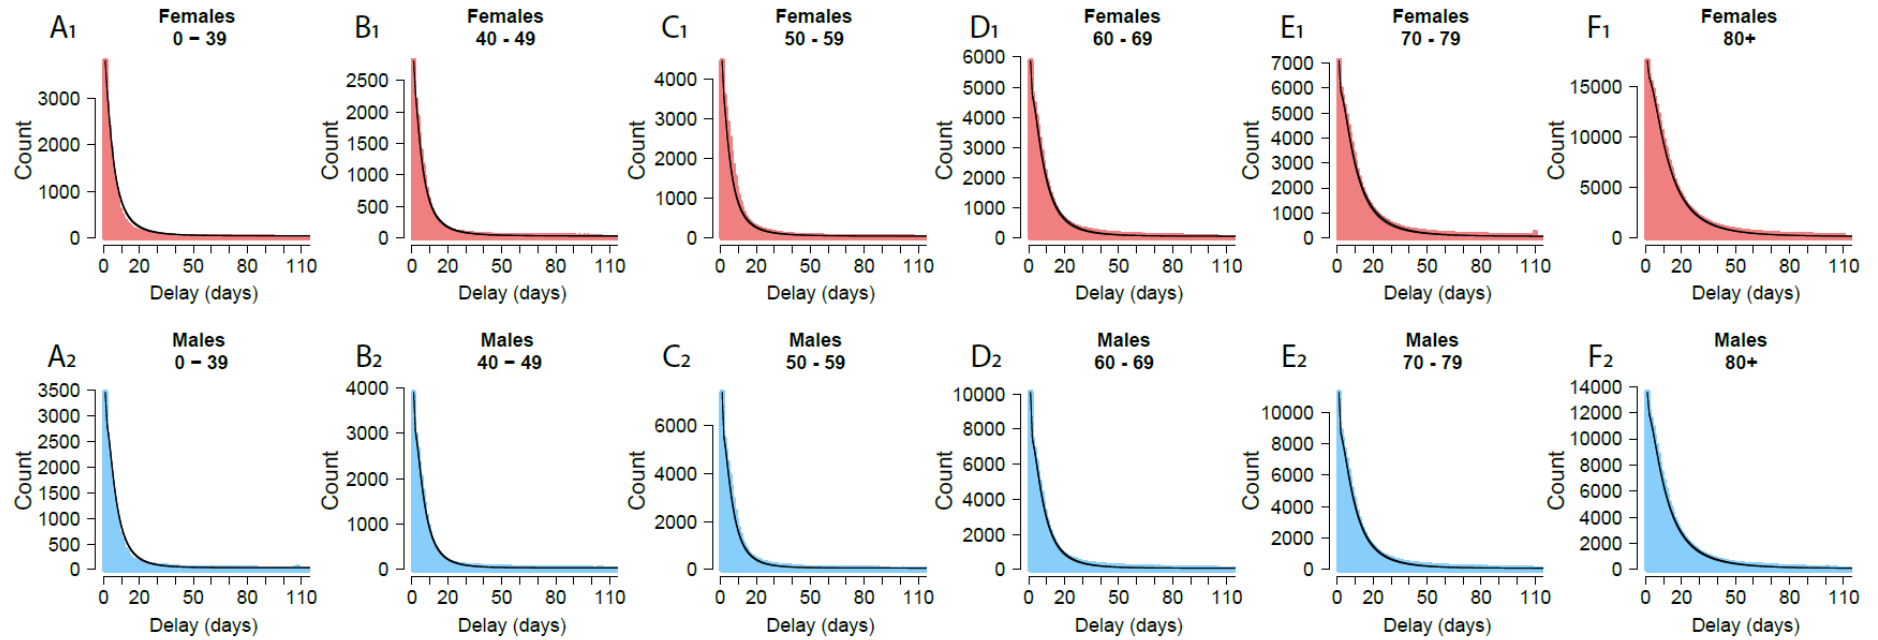 A1
Females
0 – 39
Count
3000
2000
1000
0
0 20 50 80 110
Delay (days)
B1
Females
40 - 49
Count
2500
2000
1500
1000
500
0
0 20 50 80 110
Delay (days)
C1
Females
50 - 59
Count
4000
3000
2000
1000
0
0 20 50 80 110
Delay (days)
D1
Females
60 - 69
Count
6000
5000
4000
3000
2000
1000
0
0 20 50 80 110
Delay (days)
E1
Females
70 - 79
Count
7000
6000
5000
4000
3000
2000
1000
0
0 20 50 80 110
Delay (days)
F1
Females
80+
Count
15000
10000
5000
0
0 20 50 80 110
Delay (days)
A2
Males
0 – 39
Count
3500
3000
2500
2000
1500
1000
500
0
0 20 50 80 110
Delay (days)
B2
Males
40 – 49
Count
4000
3000
2000
1000
0
0 20 50 80 110
Delay (days)
C2
Males
50 - 59
Count
6000
4000
2000
0
0 20 50 80 110
Delay (days)
D2
Males
60 - 69
Count
10000
8000
6000
4000
2000
0
0 20 50 80 110
Delay (days)
E2
Males
70 - 79
Count
10000
8000
6000
4000
2000
0
0 20 50 80 110
Delay (days)
F2
Males
80+
Count
14000
12000
10000
8000
6000
4000
2000
0
0 20 50 80 110
Delay (days)